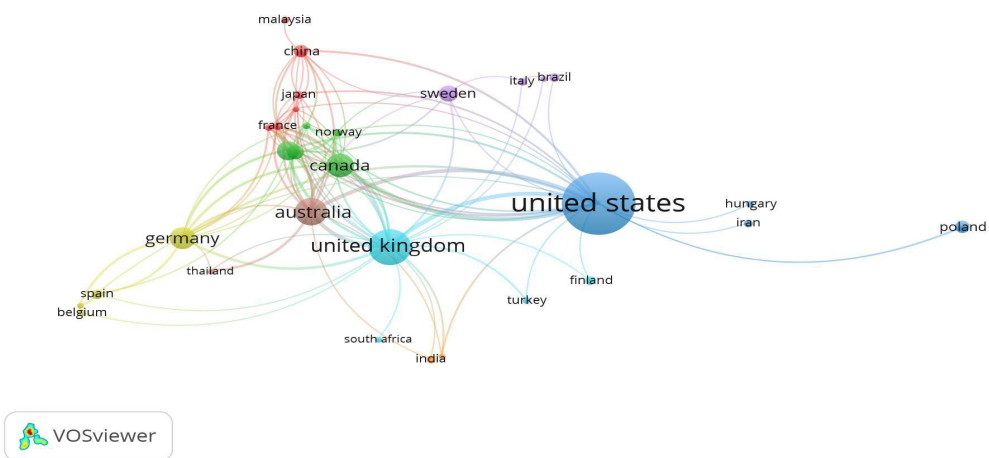 malaysia
china
italy
brazil
japan
sweden
france
norway
canada
united states
hungary
australia
iran
poland
germany
united kingdom
thailand
finland
spain
turkey
belgium
south africa
india
VOSviewer